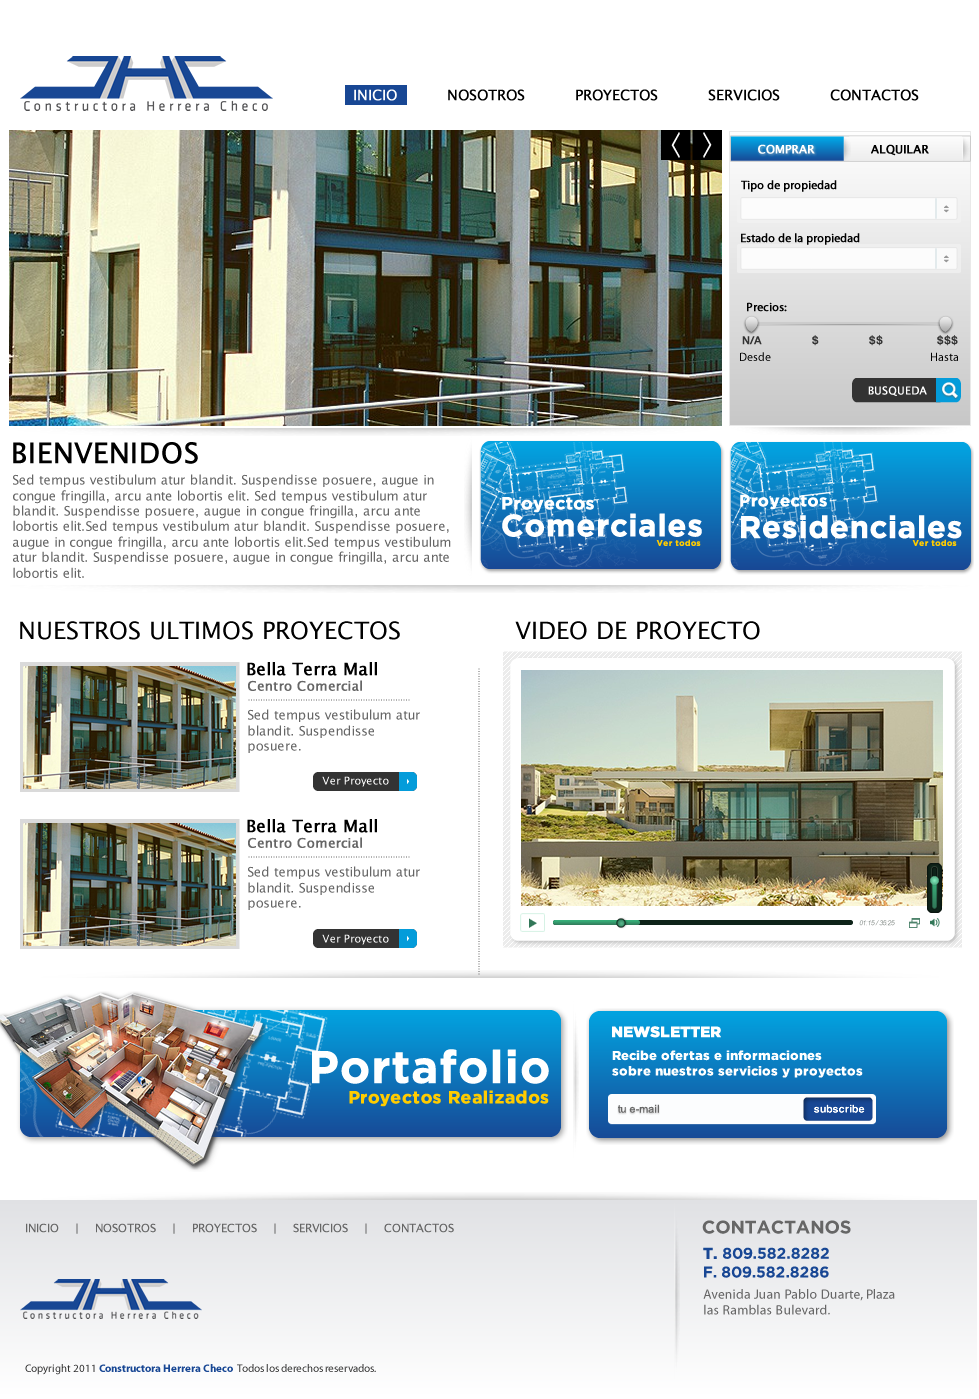 Constructora Herrera Checo
INICIO
NOSOTROS
PROYECTOS
SERVICIOS
CONTACTOS
COMPRAR
ALQUILAR
Tipo de propiedad
Estado de la propiedad
Precios:
N/A $ $$ $$$
Desde Hasta
BUSQUEDA
BIENVENIDOS
Sed tempus vestibulum atur blandit. Suspendisse posuere, augue in
congue fringilla, arcu ante lobortis elit. Sed tempus vestibulum atur
blandit. Suspendisse posuere, augue in congue fringilla, arcu ante
lobortis elit.Sed tempus vestibulum atur blandit. Suspendisse posuere,
augue in congue fringilla, arcu ante lobortis elit.Sed tempus vestibulum
atur blandit. Suspendisse posuere, augue in congue fringilla, arcu ante
lobortis elit.
Proyectos
Comerciales
Ver todos
Proyectos
Residenciales
Ver todos
NUESTROS ULTIMOS PROYECTOS
Bella Terra Mall
Centro Comercial
Sed tempus vestibulum atur
blandit. Suspendisse
posuere.
Ver Proyecto
Bella Terra Mall
Centro Comercial
Sed tempus vestibulum atur
blandit. Suspendisse
posuere.
Ver Proyecto
VIDEO DE PROYECTO
01:15 / 35:25
Portafolio
Proyectos Realizados
NEWSLETTER
Recibe ofertas e informaciones
sobre nuestros servicios y proyectos
tu e-mail
subscribe
INICIO | NOSOTROS | PROYECTOS | SERVICIOS | CONTACTOS
Constructora Herrera Checo
Copyright 2011 Constructora Herrera Checo Todos los derechos reservados.
CONTACTANOS
T. 809.582.8282
F. 809.582.8286
Avenida Juan Pablo Duarte, Plaza
las Ramblas Bulevard.